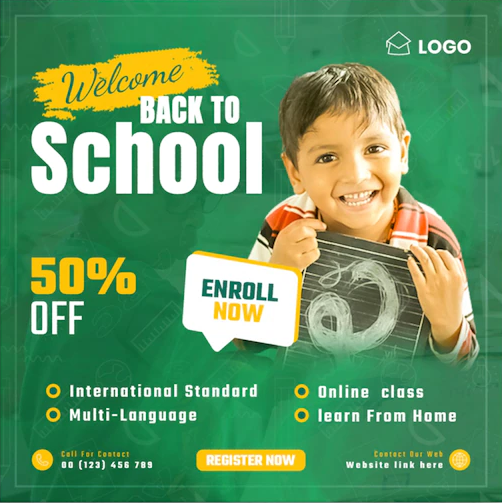 LOGO
Welcome
BACK TO
School
50%
OFF
ENROLL
NOW
International Standard
Online class
Multi-Language
learn From Home
Call For Contact
00 (123) 456 789
REGISTER NOW
Contact Our Web
Website link here